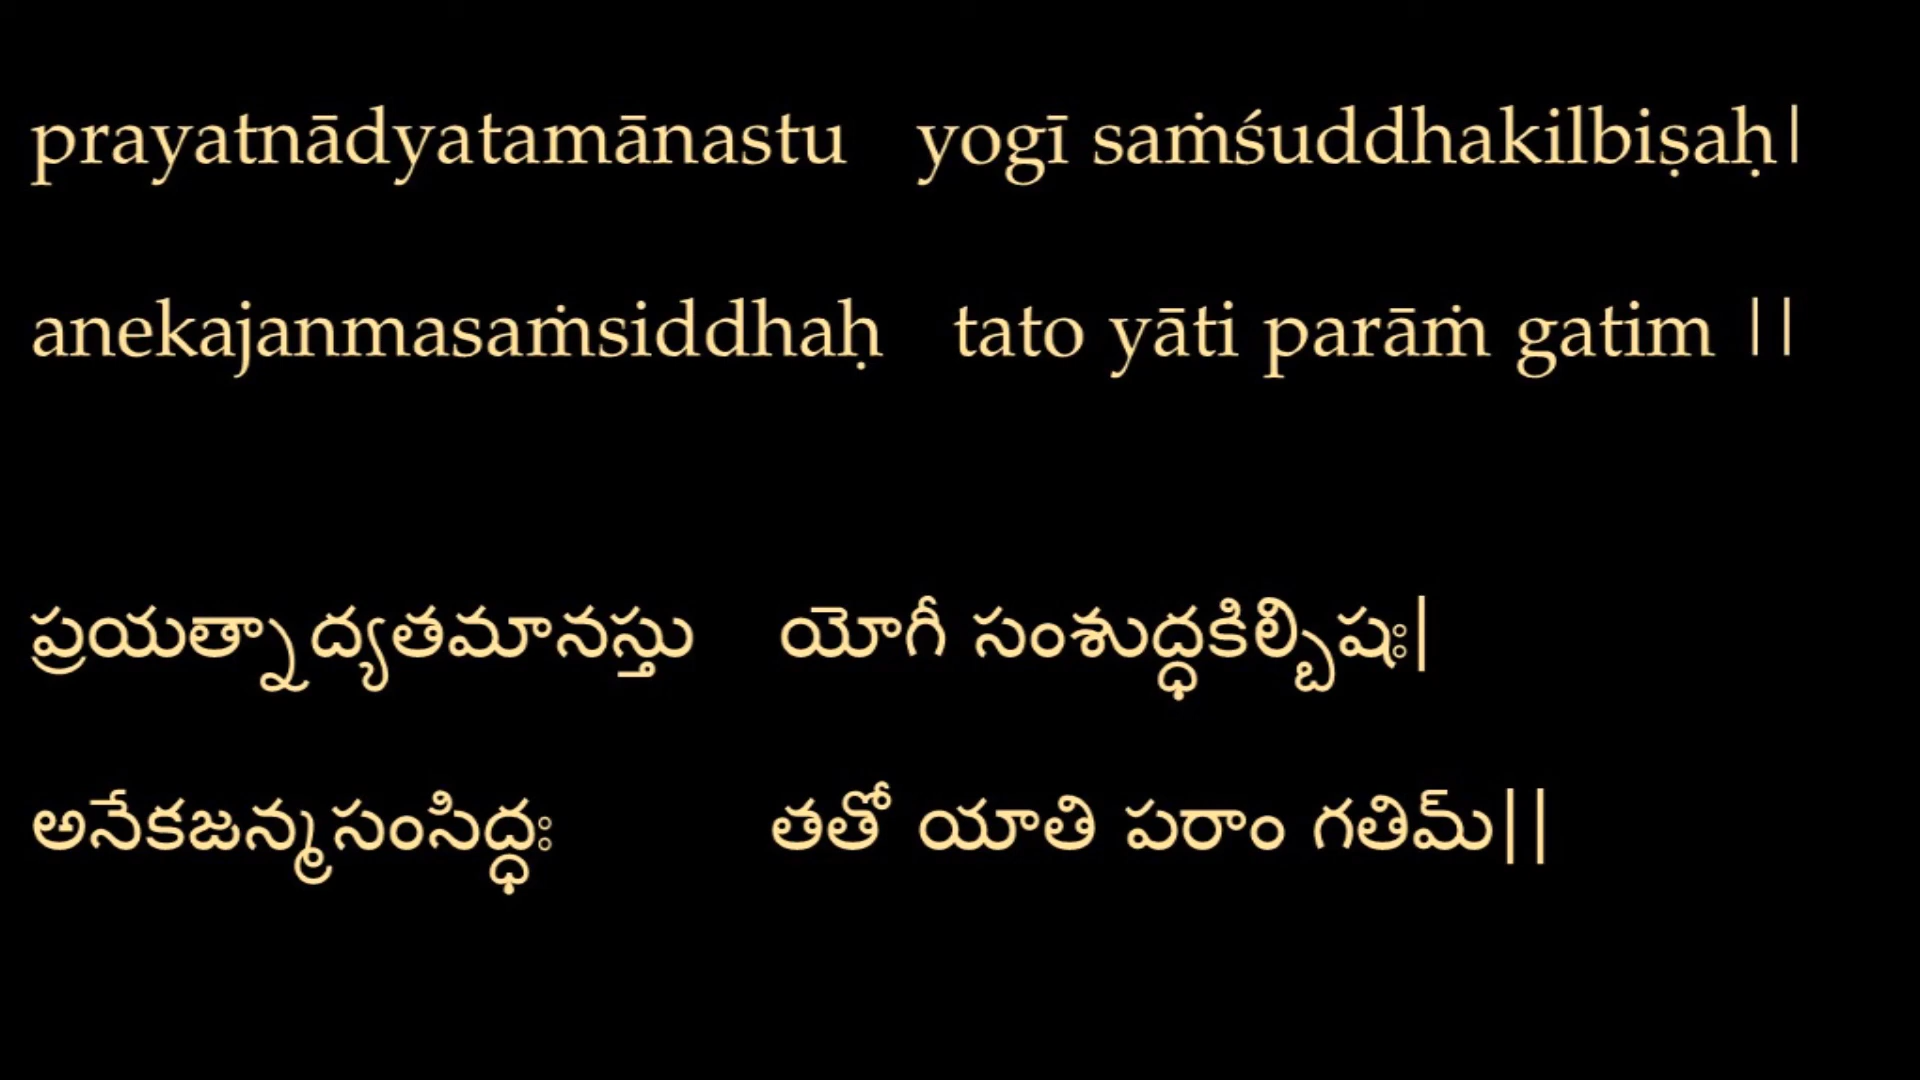 prayatnādyatamānastu yogī saṁśuddhakilbiṣaḥ|
anekajanmasaṁsiddhaḥ tato yāti parāṁ gatim ||
ప్రయత్నాద్యతమానస్తు యోగీ సంశుద్ధకిల్బిషః|
అనేకజన్మసంసిద్ధః తతో యాతి పరాం గతిమ్||